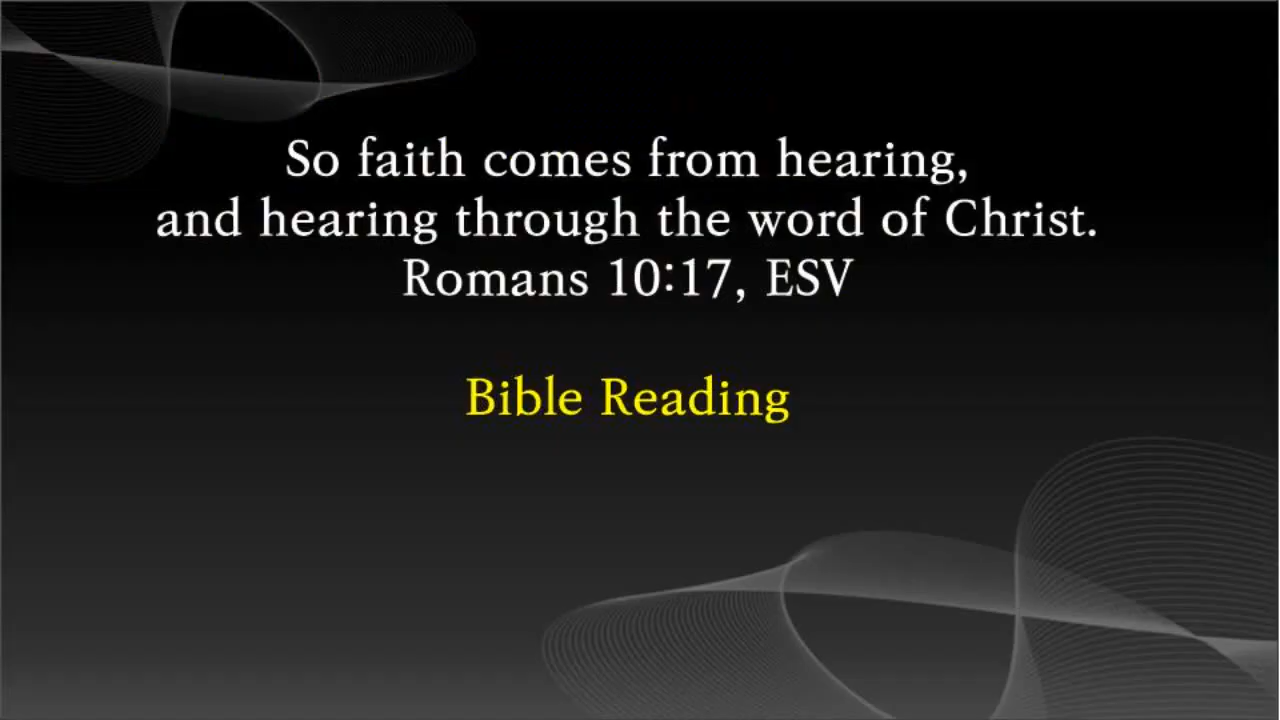 So faith comes from hearing,
and hearing through the word of Christ.
Romans 10:17, ESV
Bible Reading